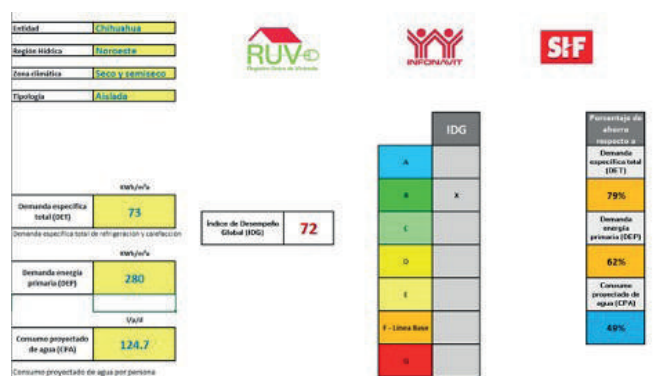 Entidad Chihuahua
Región Hídrica Noroeste
Zona climática Seco y semiseco
Tipología Aislada
RUV
Registro Único de Vivienda
INFONAVIT
SHF
IDG
A
B X
C
D
E
F - Línea Base
G
Porcentaje de
ahorro
respecto a
Demanda
específica total
(DET)
79%
Demanda
energía
primaria (DEP)
62%
Consumo
proyectado de
agua (CPA)
49%
KWh/m²a
Demanda específica
total (DET)
73
Demanda específica total de refrigeración y calefacción
Índice de Desempeño
Global (IDG)
72
KWh/m²a
Demanda energía
primaria (DEP)
280
l/a/d
Consumo proyectado
de agua (CPA)
124.7
Consumo proyectado de agua por persona